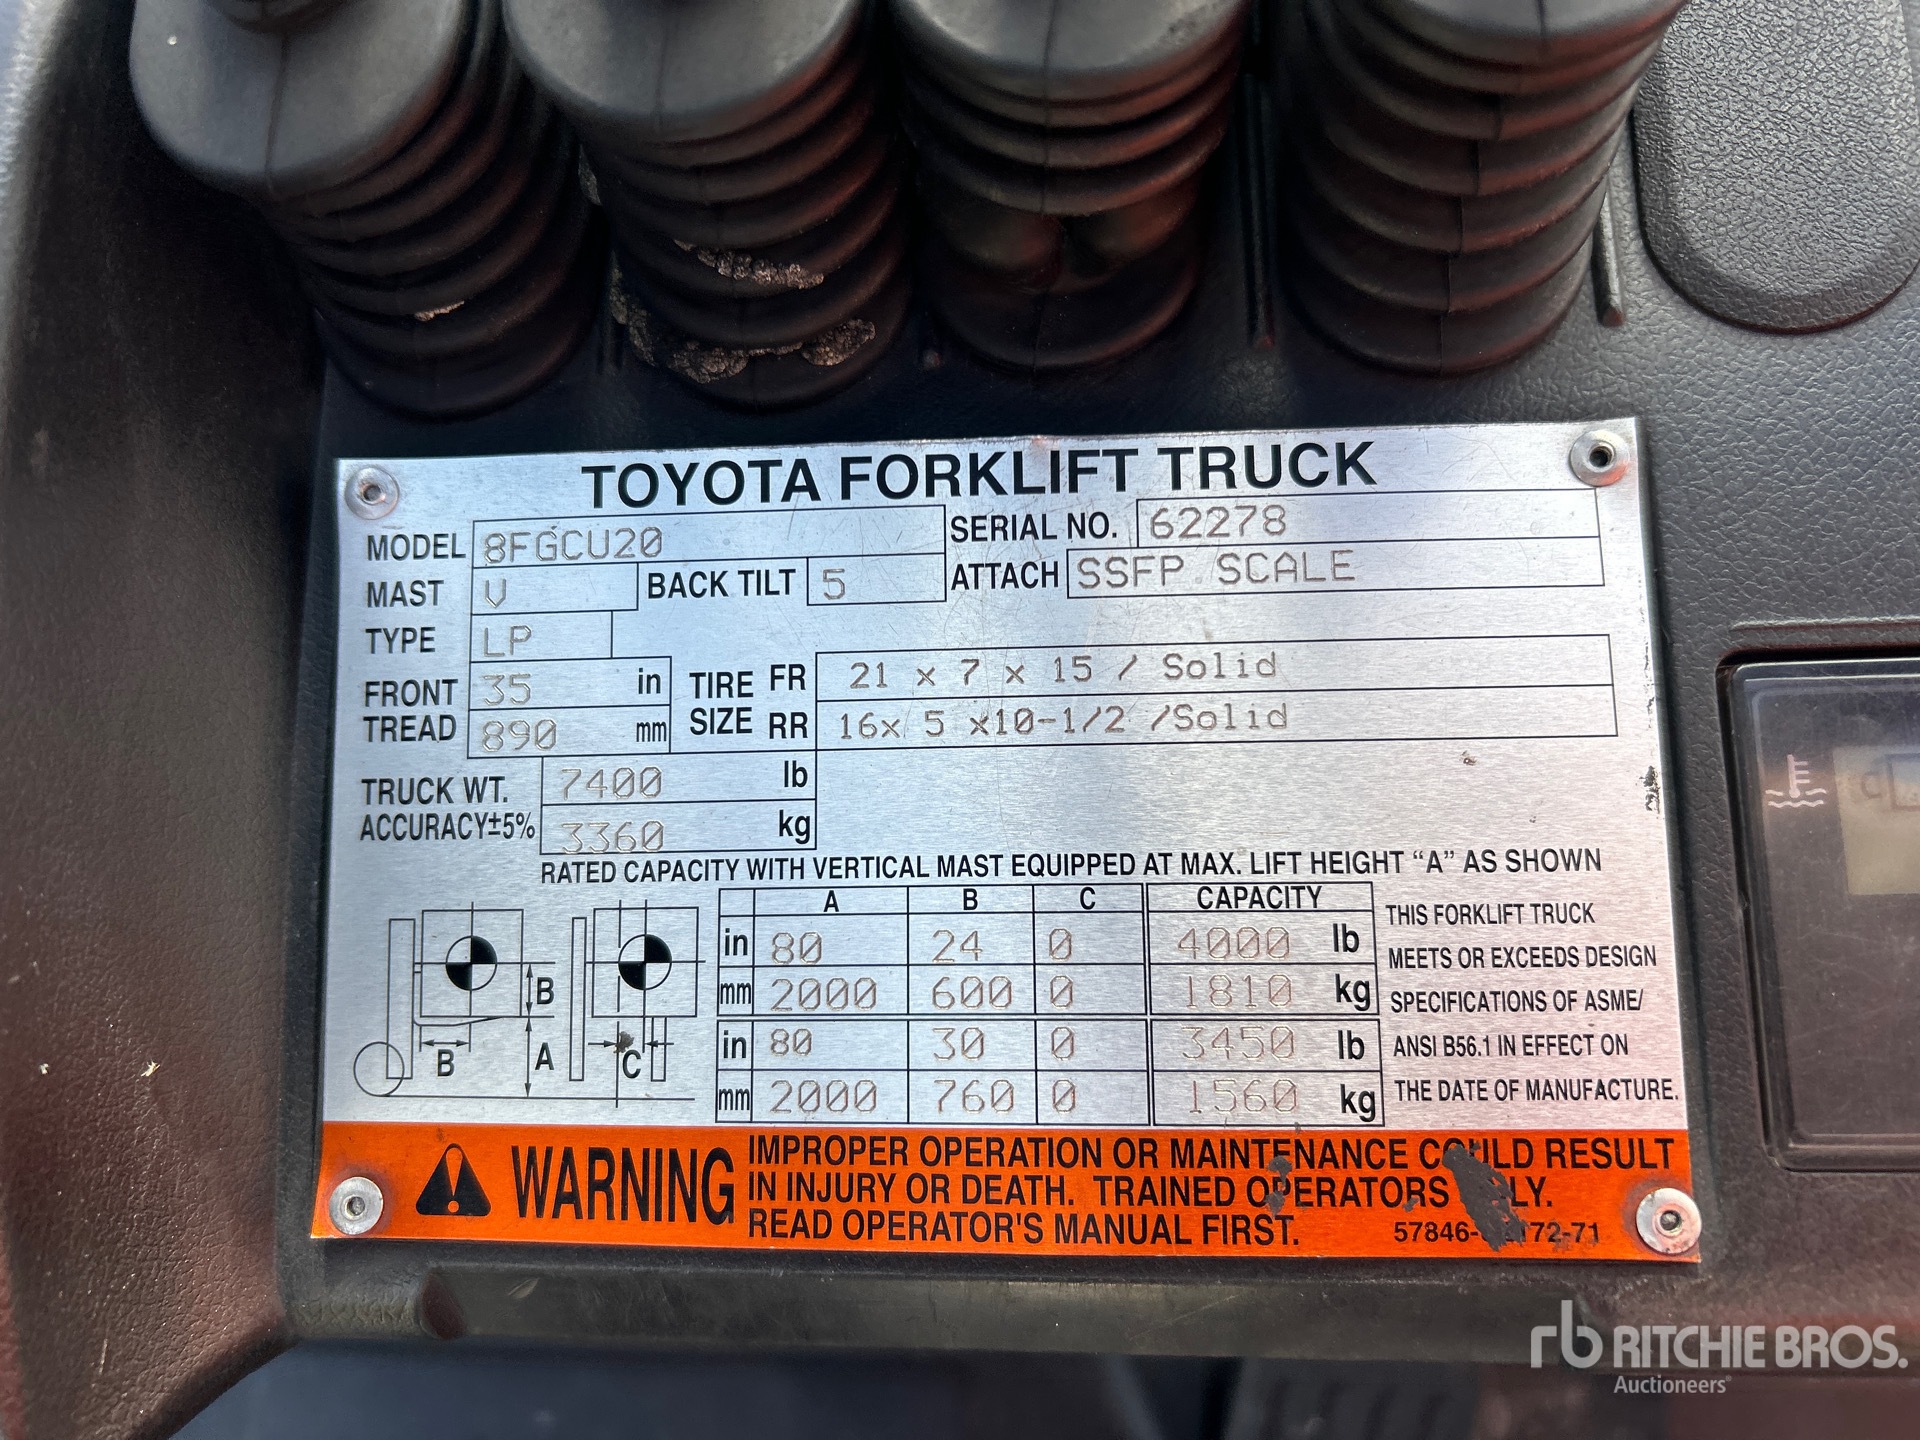 TOYOTA FORKLIFT TRUCK
MODEL 8FGCU20 SERIAL NO. 62278
MAST V BACK TILT 5 ATTACH SSFP SCALE
TYPE LP
FRONT TREAD 35 in TIRE SIZE FR 21 x 7 x 15 / Solid
890 mm RR 16x 5 x10-1/2 /Solid
TRUCK WT. 7400 lb
ACCURACY±5% 3360 kg
RATED CAPACITY WITH VERTICAL MAST EQUIPPED AT MAX. LIFT HEIGHT "A" AS SHOWN
A B C CAPACITY
in 80 24 0 4000 lb
mm 2000 600 0 1810 kg
in 80 30 0 3450 lb
mm 2000 760 0 1560 kg
B
B
A
C
THIS FORKLIFT TRUCK
MEETS OR EXCEEDS DESIGN
SPECIFICATIONS OF ASME/
ANSI B56.1 IN EFFECT ON
THE DATE OF MANUFACTURE.
WARNING
IMPROPER OPERATION OR MAINTENANCE COULD RESULT
IN INJURY OR DEATH. TRAINED OPERATORS
READ OPERATOR'S MANUAL FIRST.
C
rb RITCHIE BROS.
Auctioneers